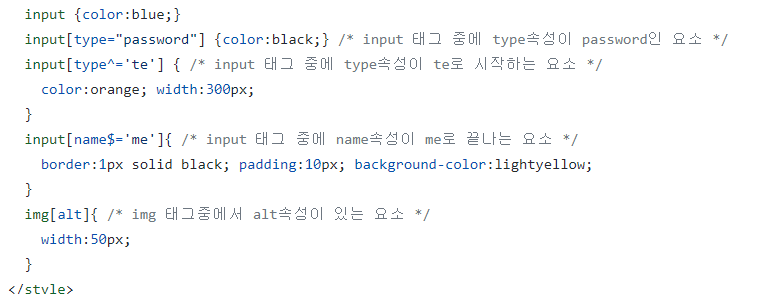 input {color:blue;}
input[type="password"] {color:black;} /* input 태그 중에 type속성이 password인 요소 */
input[type^='te'] { /* input 태그 중에 type속성이 te로 시작하는 요소 */
color:orange; width:300px;
}
input[name$='me']{ /* input 태그 중에 name속성이 me로 끝나는 요소 */
border:1px solid black; padding:10px; background-color:lightyellow;
}
img[alt]{ /* img 태그중에서 alt속성이 있는 요소 */
width:50px;
}
</style>